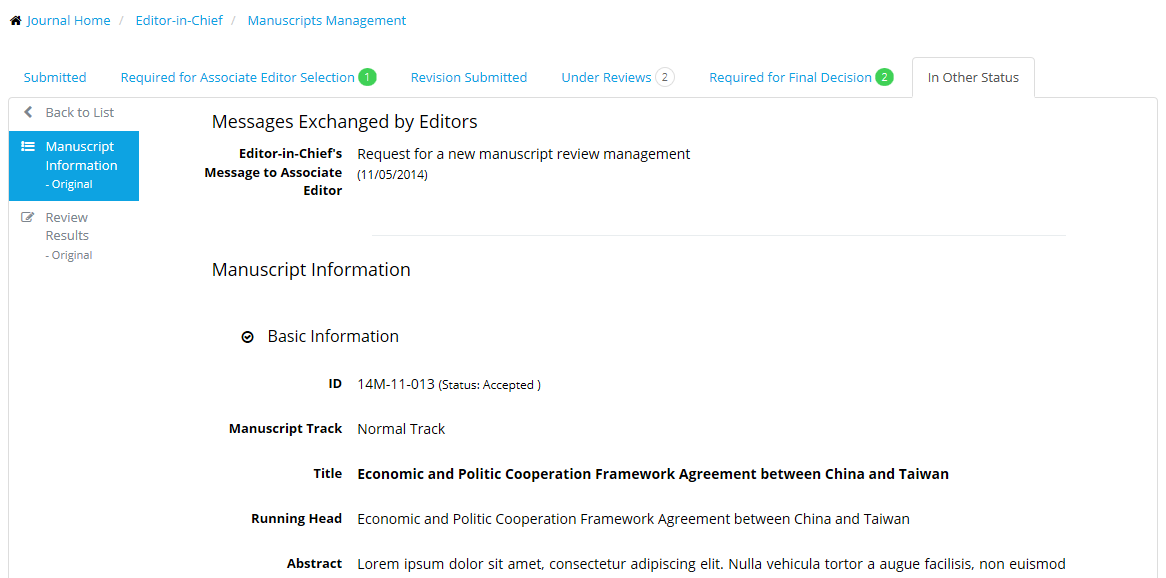 Journal Home / Editor-in-Chief / Manuscripts Management
Submitted Required for Associate Editor Selection 1 Revision Submitted Under Reviews 2 Required for Final Decision 2 In Other Status
Back to List
Manuscript
Information
- Original
Review
Results
- Original
Messages Exchanged by Editors
Editor-in-Chief's
Message to Associate
Editor
Request for a new manuscript review management
(11/05/2014)
Manuscript Information
Basic Information
ID 14M-11-013 (Status: Accepted )
Manuscript Track Normal Track
Title Economic and Politic Cooperation Framework Agreement between China and Taiwan
Running Head Economic and Politic Cooperation Framework Agreement between China and Taiwan
Abstract Lorem ipsum dolor sit amet, consectetur adipiscing elit. Nulla vehicula tortor a augue facilisis, non euismod